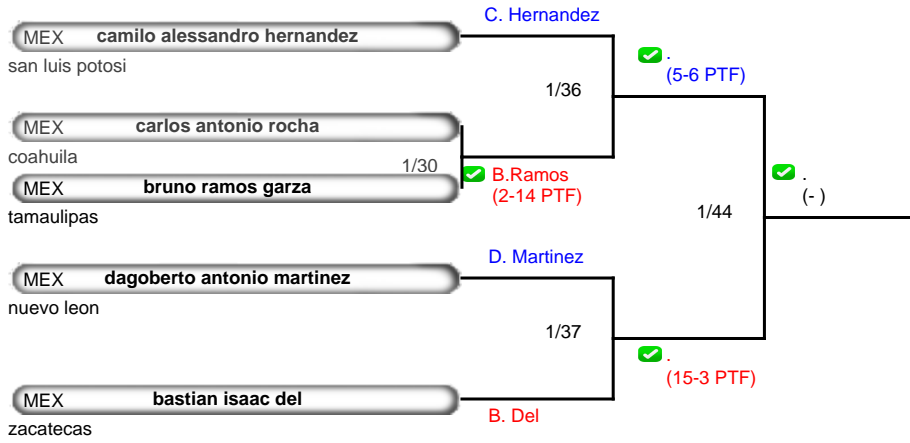 C. Hernandez
MEX camilo alessandro hernandez
san luis potosi
.
(5-6 PTF)
1/36
MEX carlos antonio rocha
coahuila
1/30
B.Ramos
(2-14 PTF)
MEX bruno ramos garza
tamaulipas
.
(- )
1/44
D. Martinez
MEX dagoberto antonio martinez
nuevo leon
1/37
.
(15-3 PTF)
MEX bastian isaac del
zacatecas
B. Del